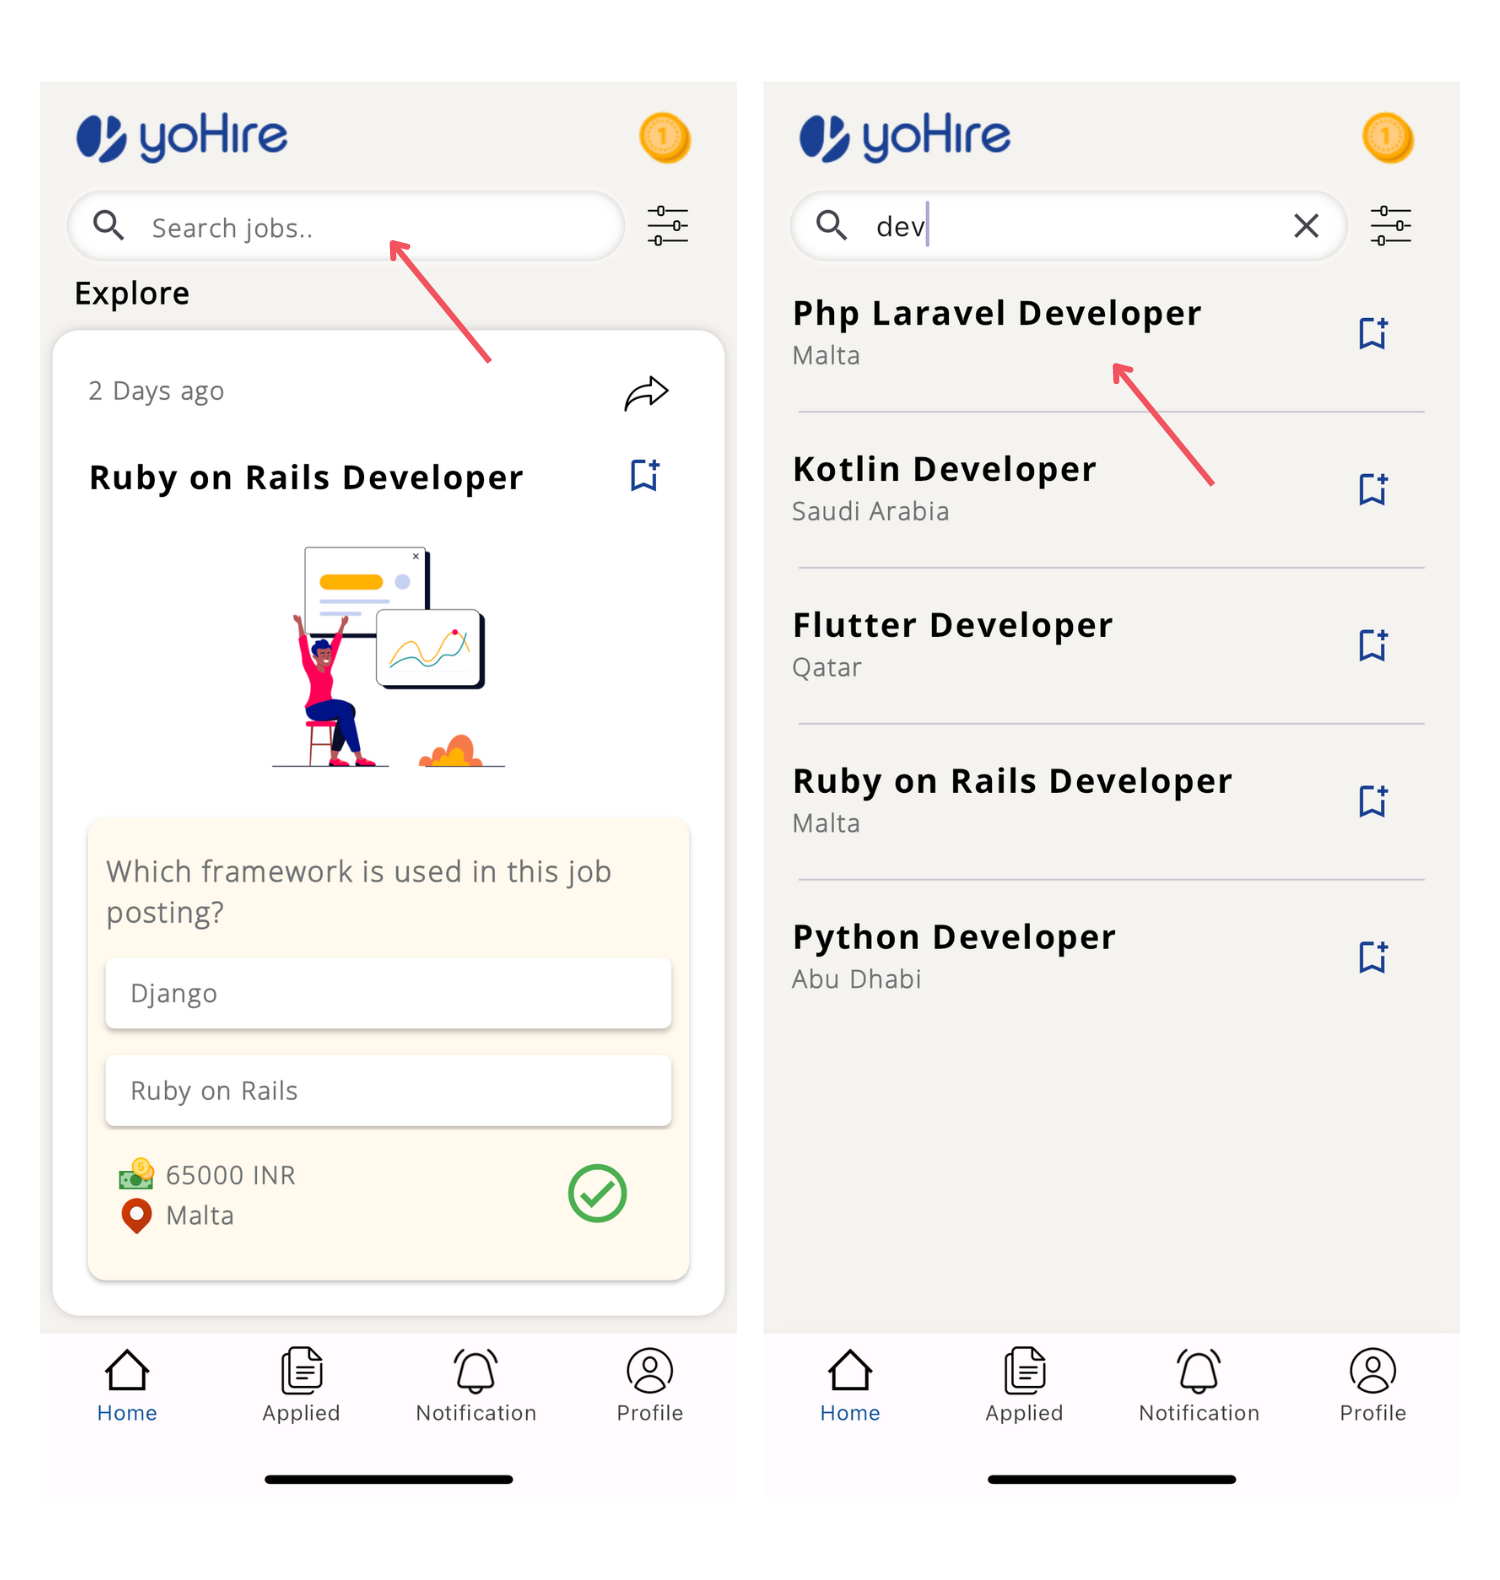 yoHire
1
Search jobs..
Explore
2 Days ago
Ruby on Rails Developer
Which framework is used in this job
posting?
Django
Ruby on Rails
5
65000 INR
Malta
Home
Applied
Notification
Profile
yoHire
1
dev
Php Laravel Developer
Malta
Kotlin Developer
Saudi Arabia
Flutter Developer
Qatar
Ruby on Rails Developer
Malta
Python Developer
Abu Dhabi
Home
Applied
Notification
Profile